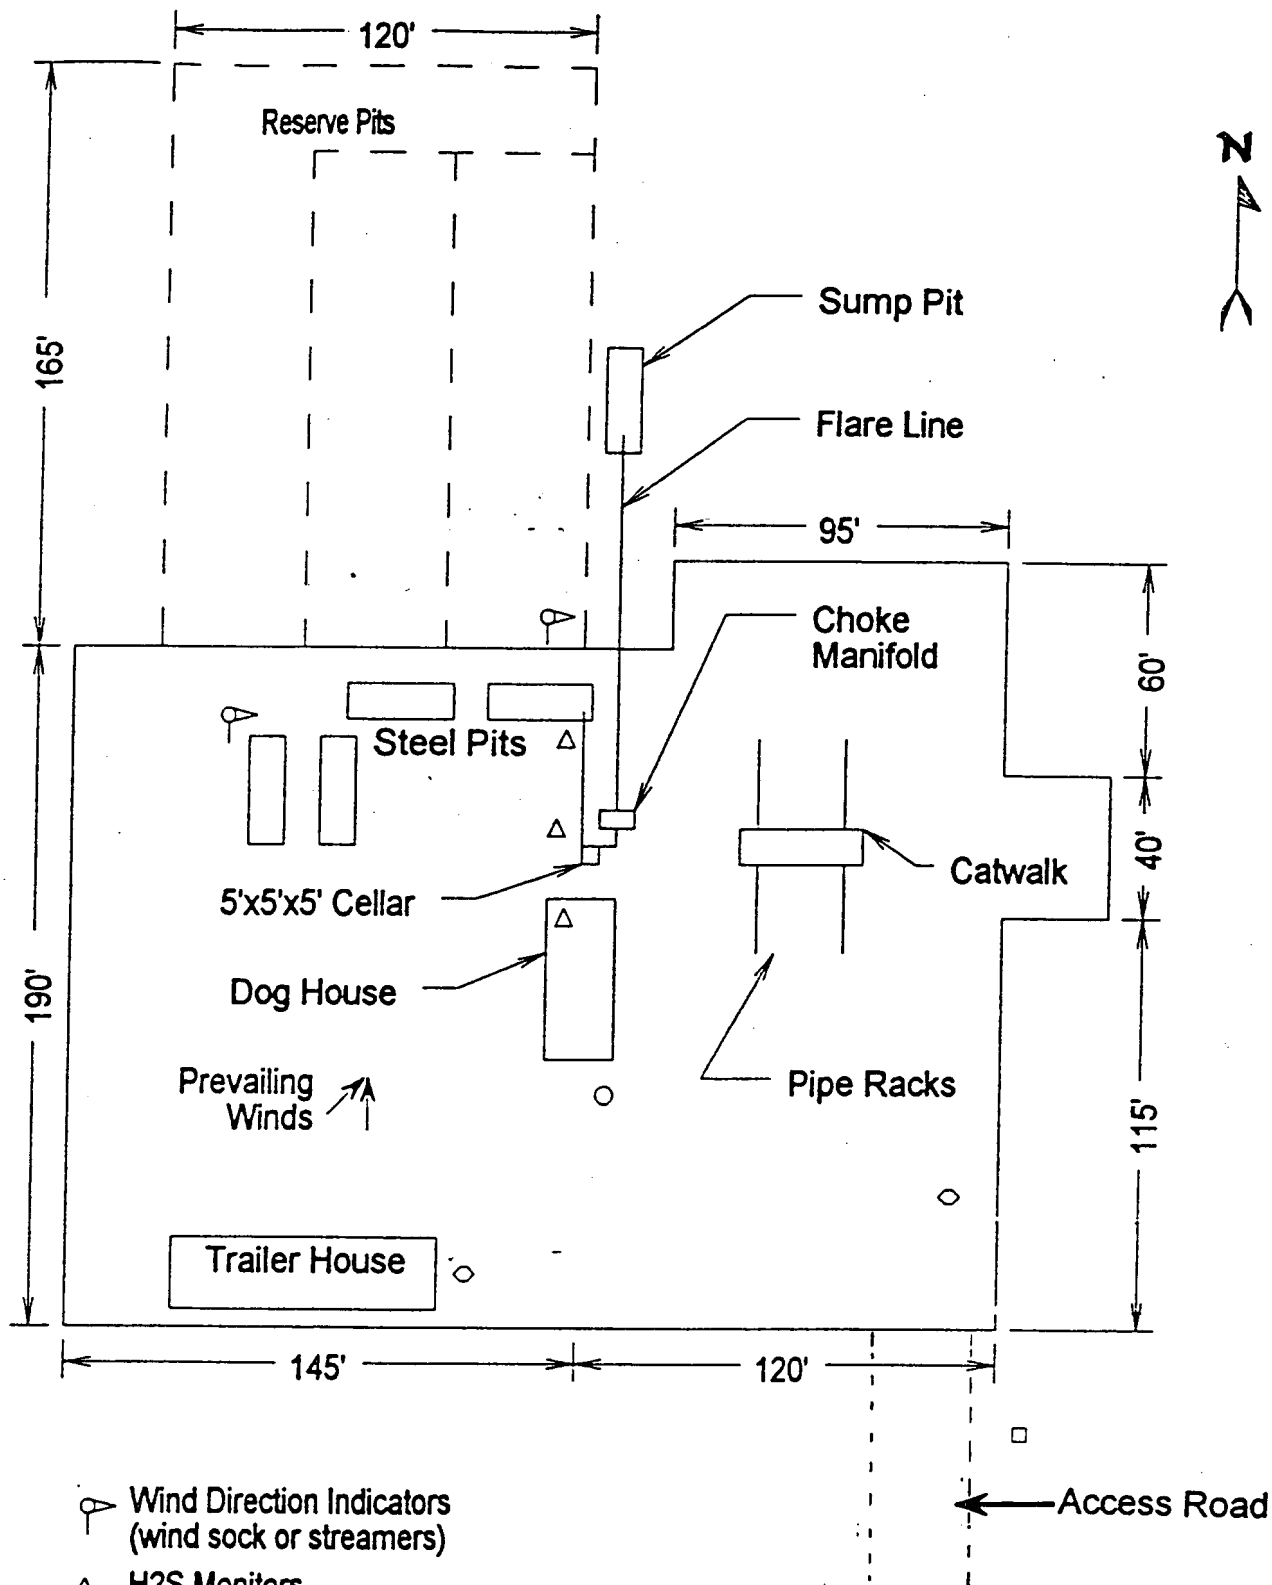 120'
Reserve Pits
N
165'
Sump Pit
Flare Line
95'
Choke
Manifold
60'
Steel Pits
40'
Catwalk
5'x5'x5' Cellar
190'
Dog House
Prevailing
Winds
Pipe Racks
115'
Trailer House
145'
120'
Wind Direction Indicators
(wind sock or streamers)
Access Road
H2S Monitors